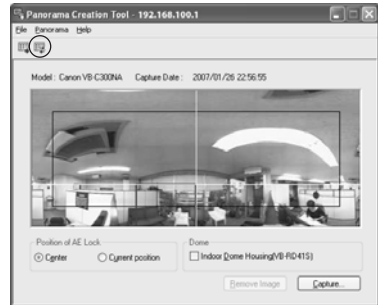 Panorama Creation Tool - 192.168.100.1
File Panorama Help
Model : Canon VB-C300NA Capture Date : 2007/01/26 22:56:55
Position of AE Lock
Center Current position
Dome
Indoor Dome Housing(VB-RD41S)
Remove Image Capture...